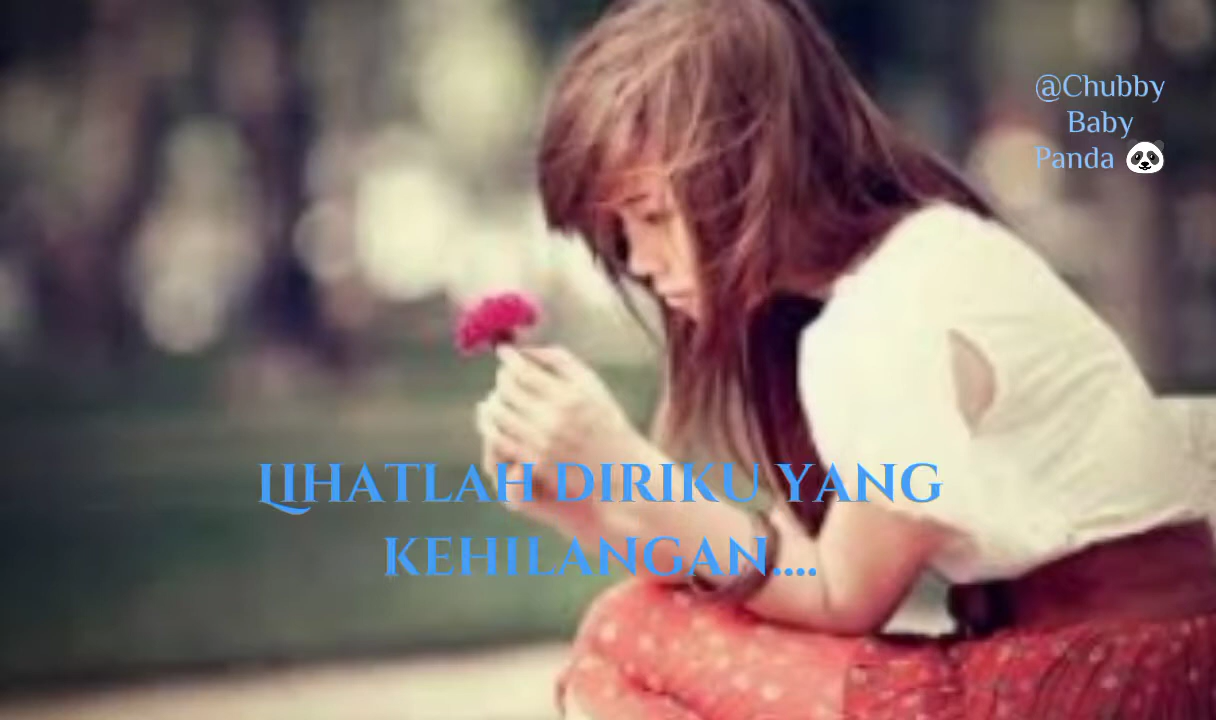 @Chubby
Baby
Panda 🐼
Lihatlah diriku yang
kehilangan....